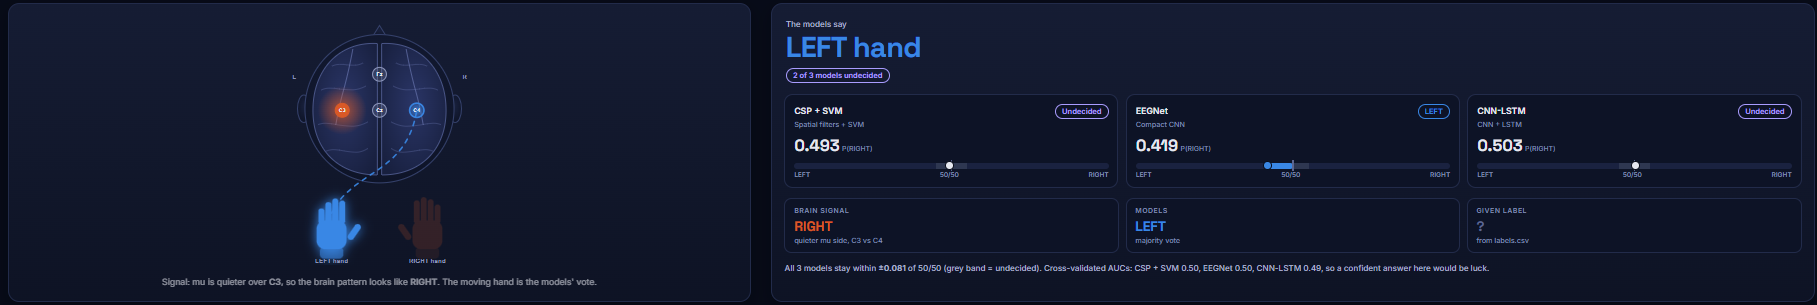 L
Fz
C3
Cz
C4
LEFT hand
RIGHT hand
Signal: mu is quieter over C3, so the brain pattern looks like RIGHT. The moving hand is the models' vote.
The models say
LEFT hand
2 of 3 models undecided
CSP + SVM
Undecided
Spatial filters + SVM
0.493 P(RIGHT)
LEFT
50/50
RIGHT
EEGNet
LEFT
Compact CNN
0.419 P(RIGHT)
LEFT
50/50
RIGHT
CNN-LSTM
Undecided
CNN + LSTM
0.503 P(RIGHT)
LEFT
50/50
RIGHT
BRAIN SIGNAL
RIGHT
quieter mu side, C3 vs C4
MODELS
LEFT
majority vote
GIVEN LABEL
?
from labels.csv
All 3 models stay within ±0.081 of 50/50 (grey band = undecided). Cross-validated AUCs: CSP + SVM 0.50, EEGNet 0.50, CNN-LSTM 0.49, so a confident answer here would be luck.